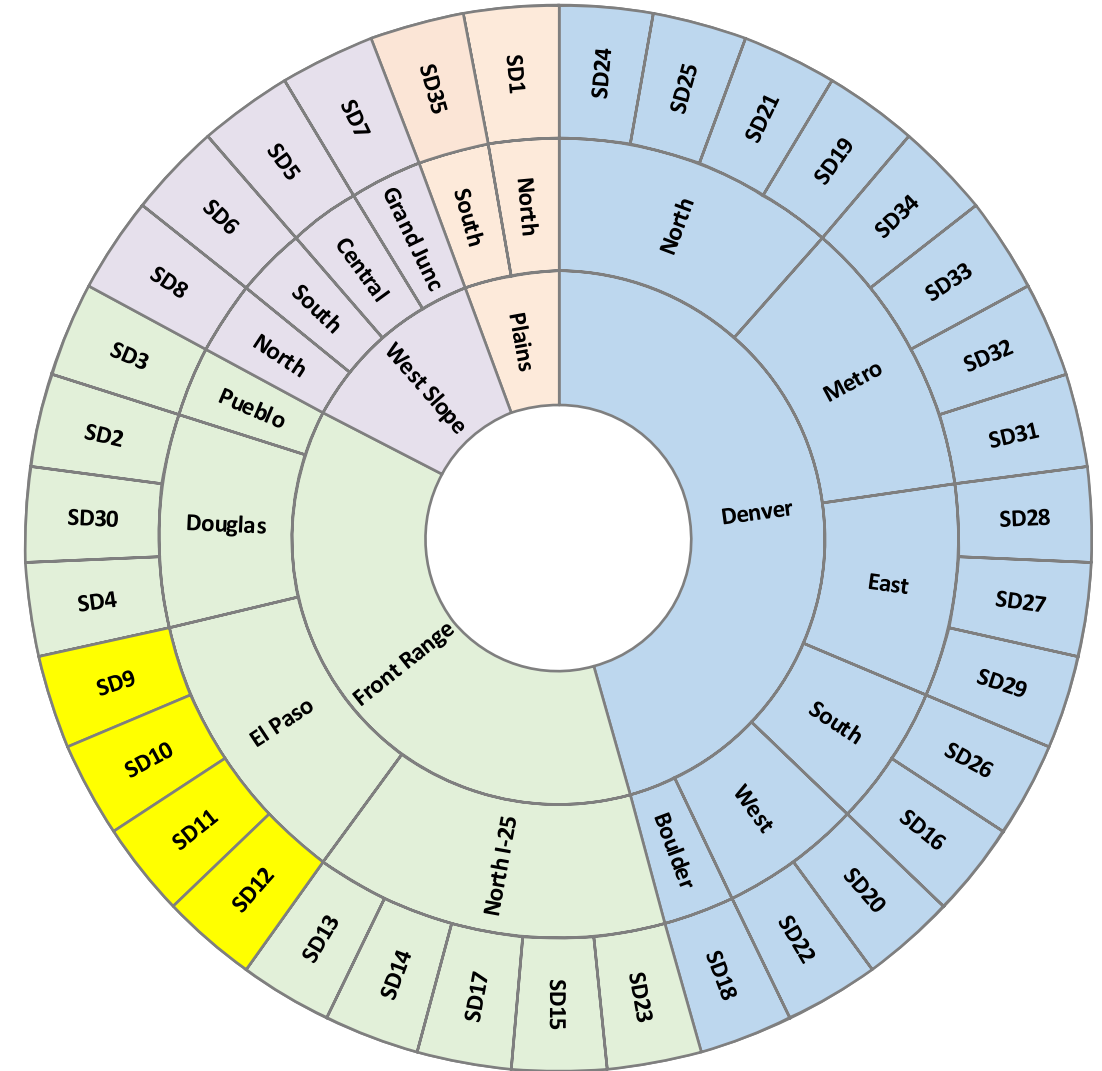 Denver
North
SD24
SD25
SD21
SD19
Metro
SD34
SD33
SD32
SD31
East
SD28
SD27
SD29
South
SD26
SD16
West
SD20
SD22
Boulder
SD18
Front Range
North I-25
SD23
SD15
SD17
SD14
SD13
El Paso
SD12
SD11
SD10
SD9
Douglas
SD4
SD30
SD2
Pueblo
SD3
West Slope
North
SD8
South
SD6
Central
SD5
Grand Junc
SD7
Plains
South
SD35
North
SD1